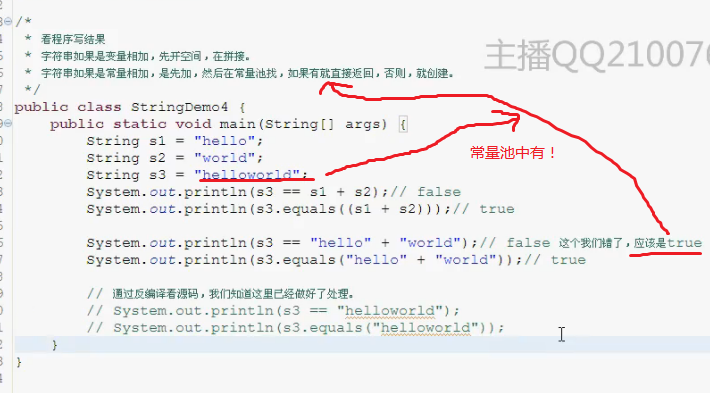 /*
* 看程序写结果
* 字符串如果是变量相加，先开空间，在拼接。
* 字符串如果是常量相加，是先加，然后在常量池找，如果有就直接返回，否则，就创建。
*/
主播QQ210076
public class StringDemo4 {
public static void main(String[] args) {
String s1 = "hello";
String s2 = "world";
常量池中有！
String s3 = "helloworld";
System.out.println(s3 == s1 + s2);// false
System.out.println(s3.equals((s1 + s2)));// true
System.out.println(s3 == "hello" + "world");// false 这个我们错了，应该是true
System.out.println(s3.equals("hello" + "world"));// true
// 通过反编译看源码，我们知道这里已经做好了处理。
// System.out.println(s3 == "helloworld");
// System.out.println(s3.equals("helloworld"));
}
}